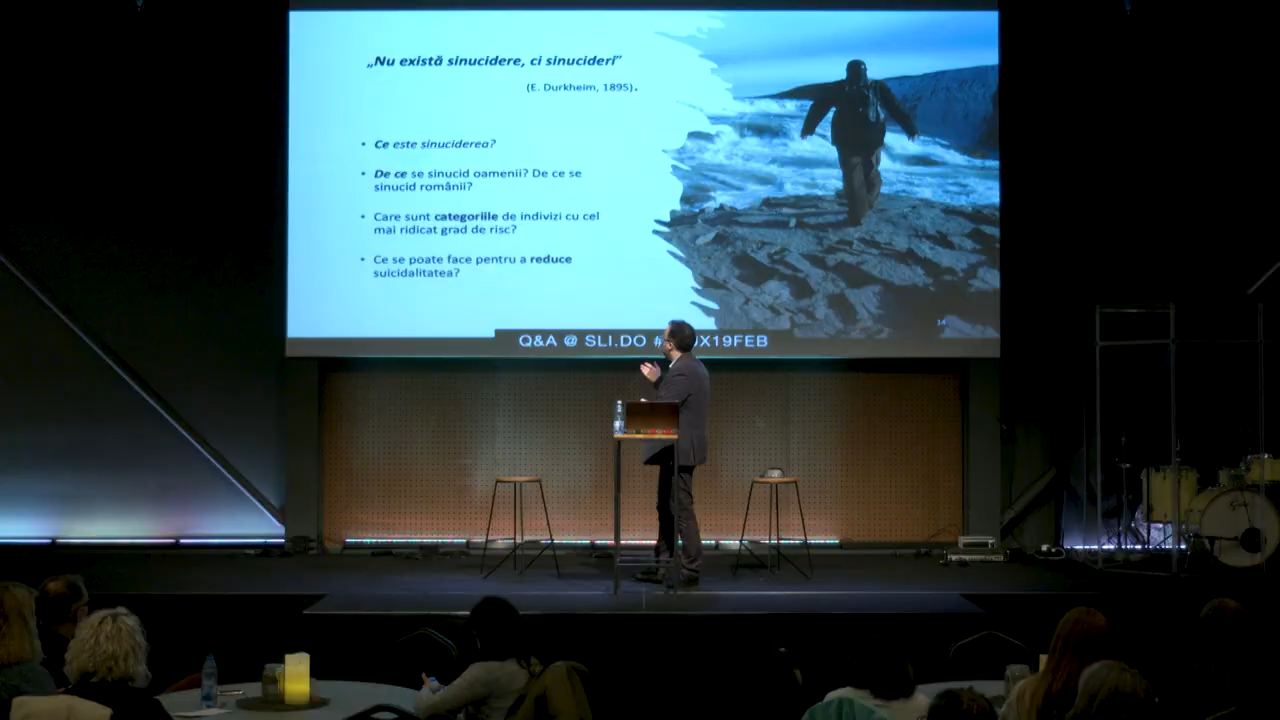 „Nu există sinucidere, ci sinucideri”
(E. Durkheim, 1895).
• Ce este sinuciderea?
• De ce se sinucid oamenii? De ce se
sinucid românii?
• Care sunt categoriile de indivizi cu cel
mai ridicat grad de risc?
• Ce se poate face pentru a reduce
suicidalitatea?
14
Q&A @ SLI.DO